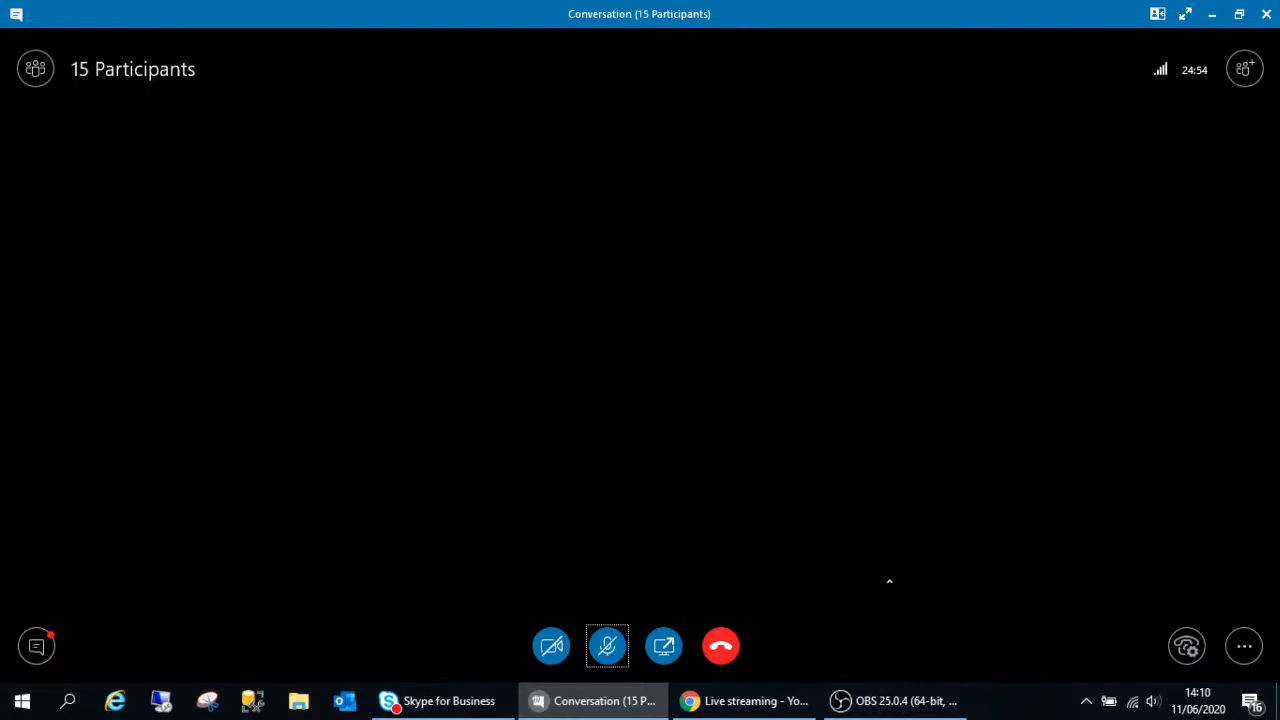 Conversation (15 Participants)
15 Participants
24:54
Skype for Business
Conversation (15 P...
Live streaming - Yo...
OBS 25.0.4 (64-bit, ...
14:10
11/06/2020
16